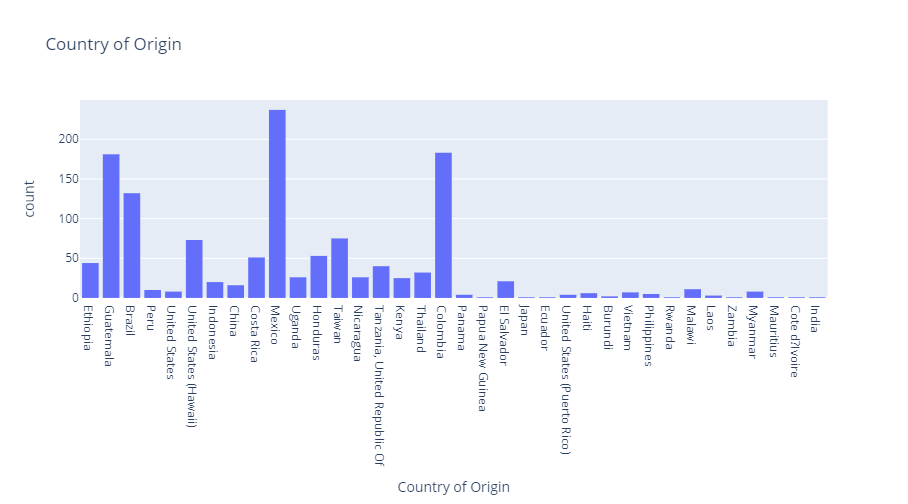 Country of Origin
count
200
150
100
50
0
Ethiopia
Guatemala
Brazil
Peru
United States
United States (Hawaii)
Indonesia
China
Costa Rica
Mexico
Uganda
Honduras
Taiwan
Nicaragua
Tanzania, United Republic Of
Kenya
Thailand
Colombia
Panama
Papua New Guinea
El Salvador
Japan
Ecuador
United States (Puerto Rico)
Haiti
Burundi
Vietnam
Philippines
Rwanda
Malawi
Laos
Zambia
Myanmar
Mauritius
Cote d?Ivoire
India
Country of Origin